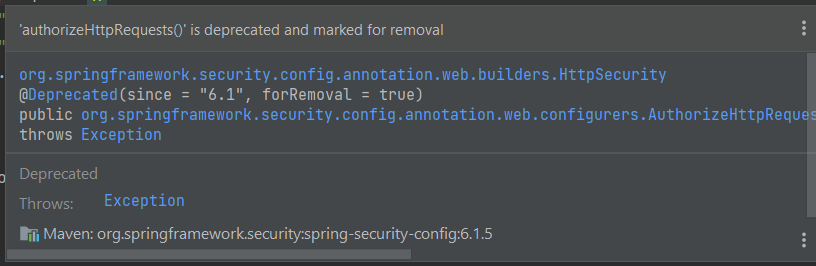 'authorizeHttpRequests()' is deprecated and marked for removal
org.springframework.security.config.annotation.web.builders.HttpSecurity
@Deprecated(since = "6.1", forRemoval = true)
public org.springframework.security.config.annotation.web.configurers.AuthorizeHttpReques
throws Exception
Deprecated
Throws: Exception
Maven: org.springframework.security:spring-security-config:6.1.5